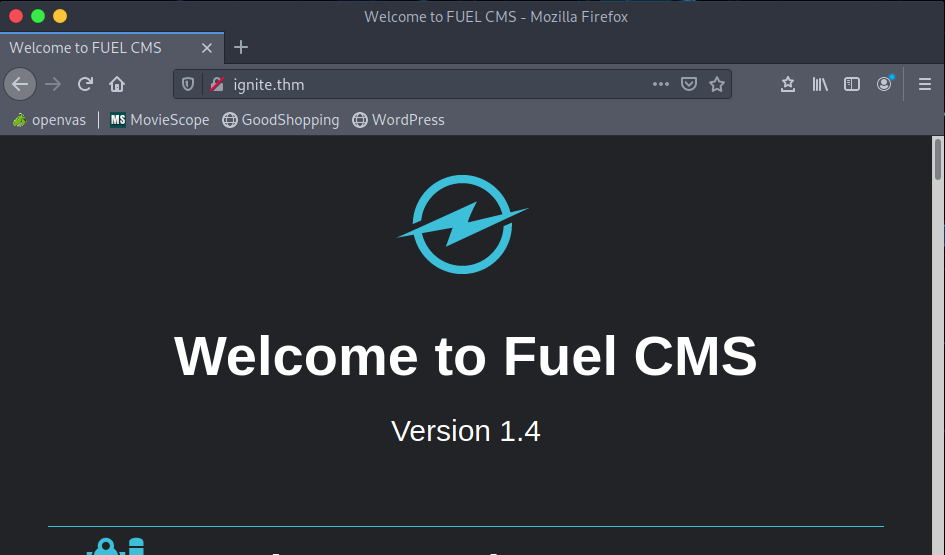 Welcome to FUEL CMS - Mozilla Firefox
Welcome to FUEL CMS
ignite.thm
openvas
MS MovieScope
GoodShopping
WordPress
Welcome to Fuel CMS
Version 1.4